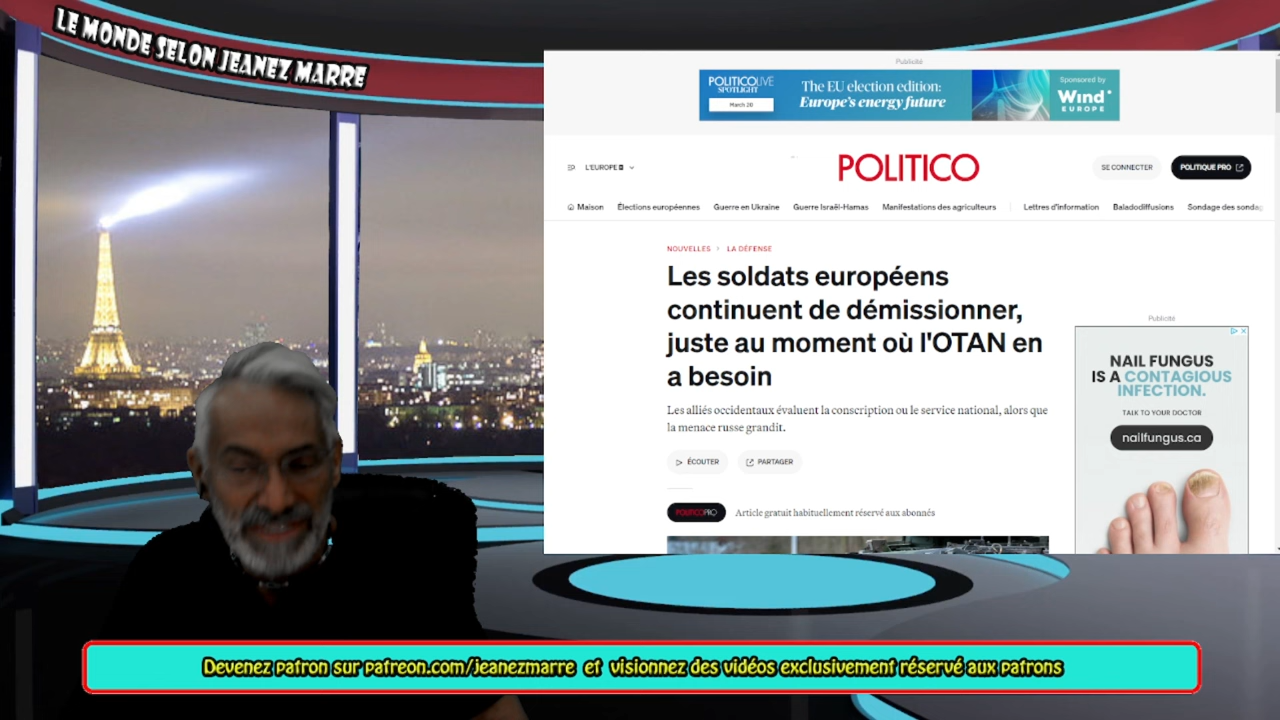 LE MONDE SELON JEANEZ MARRE
Publicité
POLITICOLIVE
SPOTLIGHT
March 20
The EU election edition:
Europe's energy future
Sponsored by
Wind
EUROPE
L'EUROPE
POLITICO
SE CONNECTER
POLITIQUE PRO
Maison
Élections européennes
Guerre en Ukraine
Guerre Israël-Hamas
Manifestations des agriculteurs
Lettres d'information
Baladodiffusions
Sondage des sonda
NOUVELLES > LA DÉFENSE
Les soldats européens
continuent de démissionner,
juste au moment où l'OTAN en
a besoin
Les alliés occidentaux évaluent la conscription ou le service national, alors que
la menace russe grandit.
ÉCOUTER
PARTAGER
POLITICOPRO
Article gratuit habituellement réservé aux abonnés
Publicité
NAIL FUNGUS
IS A CONTAGIOUS
INFECTION.
TALK TO YOUR DOCTOR
nailfungus.ca
Devenez patron sur patreon.com/jeanezmarre et visionnez des vidéos exclusivement réservé aux patrons